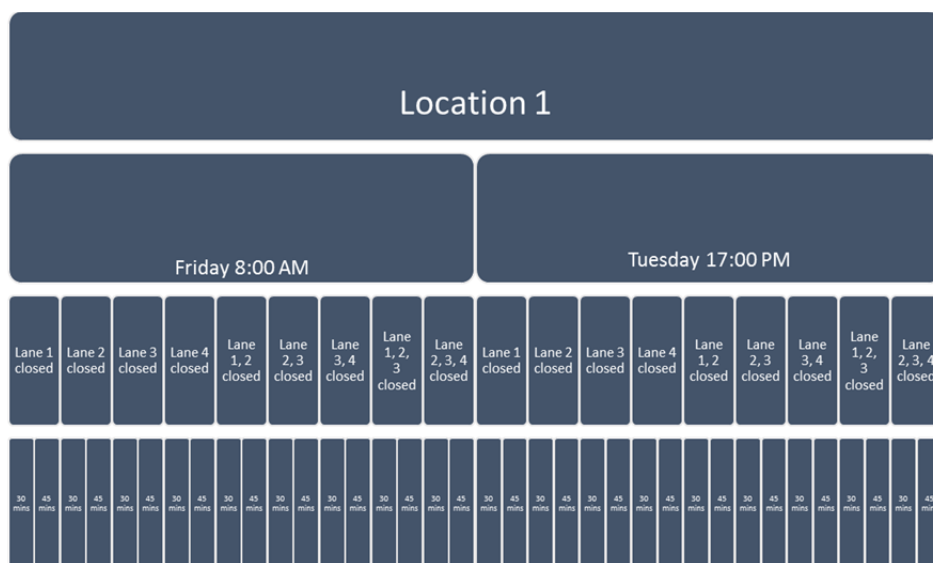 Location 1
Friday 8:00 AM
Tuesday 17:00 PM
Lane 1
closed
Lane 2
closed
Lane 3
closed
Lane 4
closed
Lane
1, 2
closed
Lane
2, 3
closed
Lane
3, 4
closed
Lane
1, 2,
3
closed
Lane
2, 3, 4
closed
Lane 1
closed
Lane 2
closed
Lane 3
closed
Lane 4
closed
Lane
1, 2
closed
Lane
2, 3
closed
Lane
3, 4
closed
Lane
1, 2,
3
closed
Lane
2, 3, 4
closed
30
mins
45
mins
30
mins
45
mins
30
mins
45
mins
30
mins
45
mins
30
mins
45
mins
30
mins
45
mins
30
mins
45
mins
30
mins
45
mins
30
mins
45
mins
30
mins
45
mins
30
mins
45
mins
30
mins
45
mins
30
mins
45
mins
30
mins
45
mins
30
mins
45
mins
30
mins
45
mins
30
mins
45
mins
30
mins
45
mins